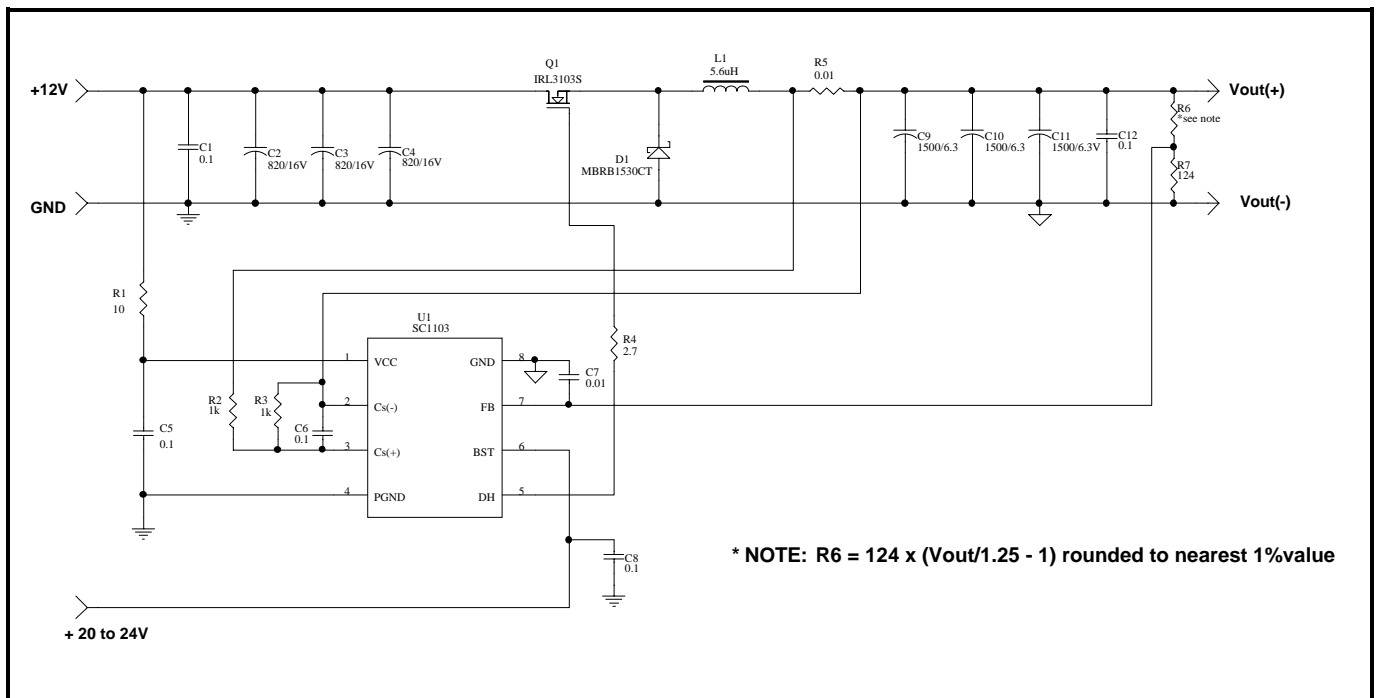 Q1
IRL3103S
L1
5.6uH
R5
0.01
+12V
Vout(+)
R6
*see note
C1
0.1
C2
820/16V
C3
820/16V
C4
820/16V
D1
MBRB1530CT
C9
1500/6.3
C10
1500/6.3
C11
1500/6.3V
C12
0.1
R7
124
GND
Vout(-)
R1
10
U1
SC1103
R4
2.7
1
VCC
GND
8
C7
0.01
R2
1k
R3
1k
2
Cs(-)
FB
7
C5
0.1
C6
0.1
3
Cs(+)
BST
6
4
PGND
DH
5
C8
0.1
* NOTE: R6 = 124 x (Vout/1.25 - 1) rounded to nearest 1%value
+ 20 to 24V